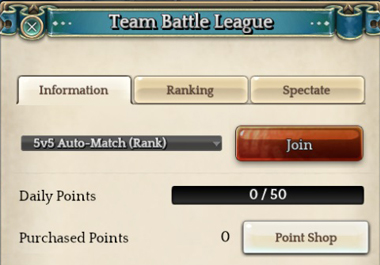 Team Battle League
Information Ranking Spectate
5v5 Auto-Match (Rank) Join
Daily Points 0 / 50
Purchased Points 0 Point Shop